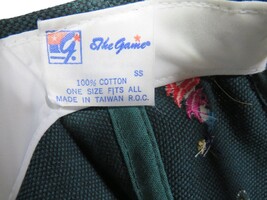 g.
The Game®
SS
100% COTTON
ONE SIZE FITS ALL
MADE IN TAIWAN R.O.C.